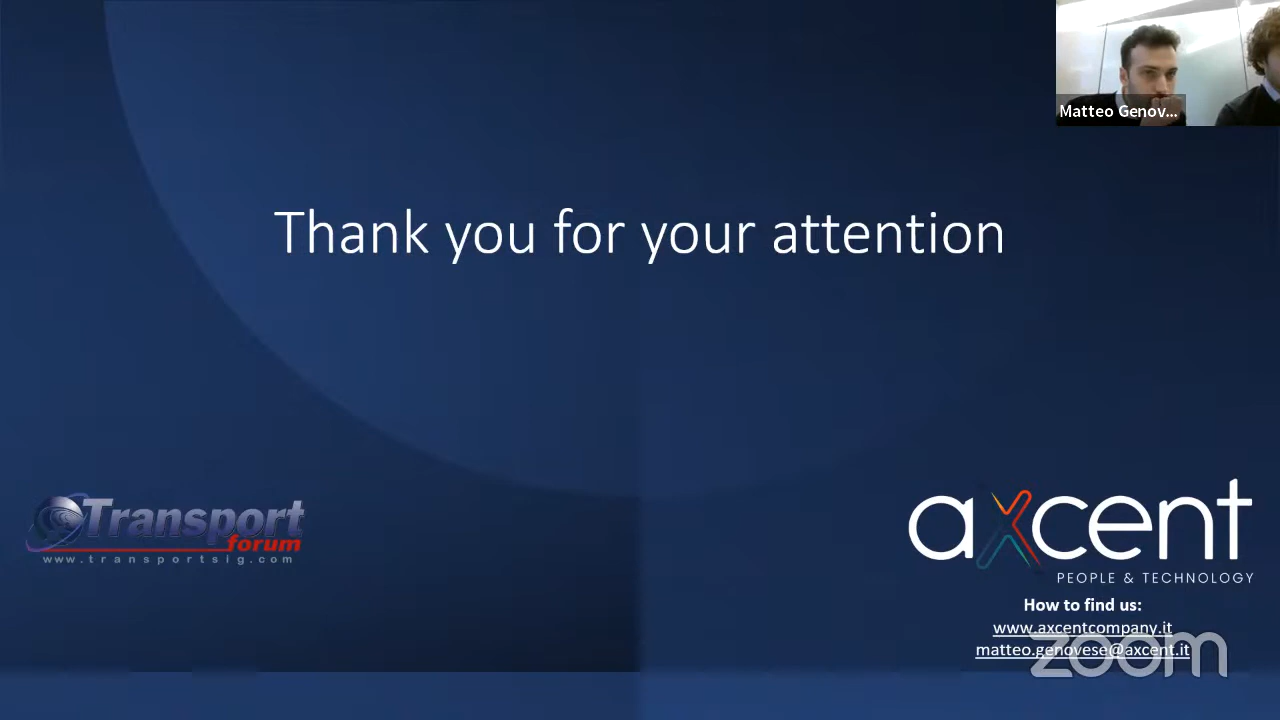 Matteo Genov...
Thank you for your attention
Transport
forum
www.transportsig.com
axcent
PEOPLE & TECHNOLOGY
How to find us:
www.axcentcompany.it
matteo.genovese@axcent.it
zoom